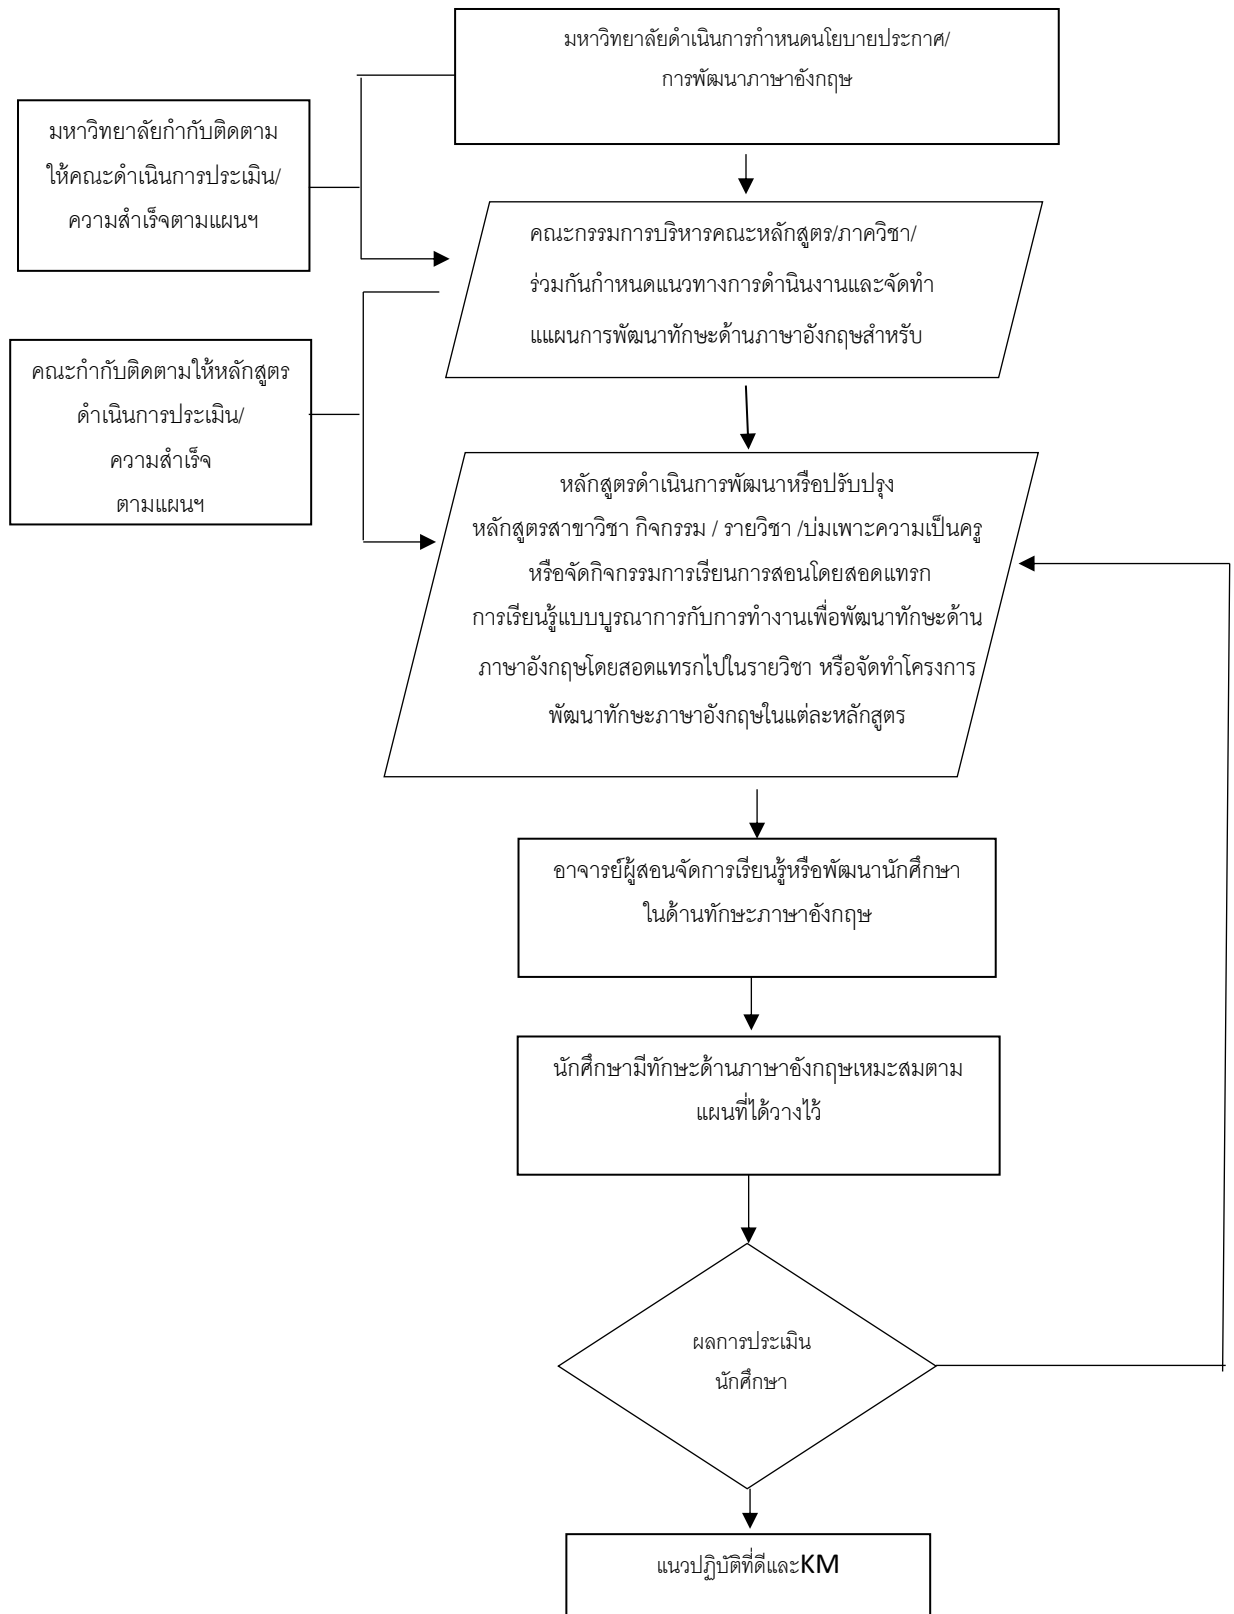 มหาวิทยาลัยดำเนินการกำหนดนโยบายประกาศ/
การพัฒนาภาษาอังกฤษ
มหาวิทยาลัยกำกับติดตาม
ให้คณะดำเนินการประเมิน/
ความสำเร็จตามแผนฯ
คณะกรรมการบริหารคณะหลักสูตร/ภาควิชา/
ร่วมกันกำหนดแนวทางการดำเนินงานและจัดทำ
แแผนการพัฒนาทักษะด้านภาษาอังกฤษสำหรับ
คณะกำกับติดตามให้หลักสูตร
ดำเนินการประเมิน/
ความสำเร็จ
ตามแผนฯ
หลักสูตรดำเนินการพัฒนาหรือปรับปรุง
หลักสูตรสาขาวิชา กิจกรรม / รายวิชา /บ่มเพาะความเป็นครู
หรือจัดกิจกรรมการเรียนการสอนโดยสอดแทรก
การเรียนรู้แบบบูรณาการกับการทำงานเพื่อพัฒนาทักษะด้าน
ภาษาอังกฤษโดยสอดแทรกไปในรายวิชา หรือจัดทำโครงการ
พัฒนาทักษะภาษาอังกฤษในแต่ละหลักสูตร
อาจารย์ผู้สอนจัดการเรียนรู้หรือพัฒนานักศึกษา
ในด้านทักษะภาษาอังกฤษ
นักศึกษามีทักษะด้านภาษาอังกฤษเหมาะสมตาม
แผนที่ได้วางไว้
ผลการประเมิน
นักศึกษา
แนวปฏิบัติที่ดีและKM